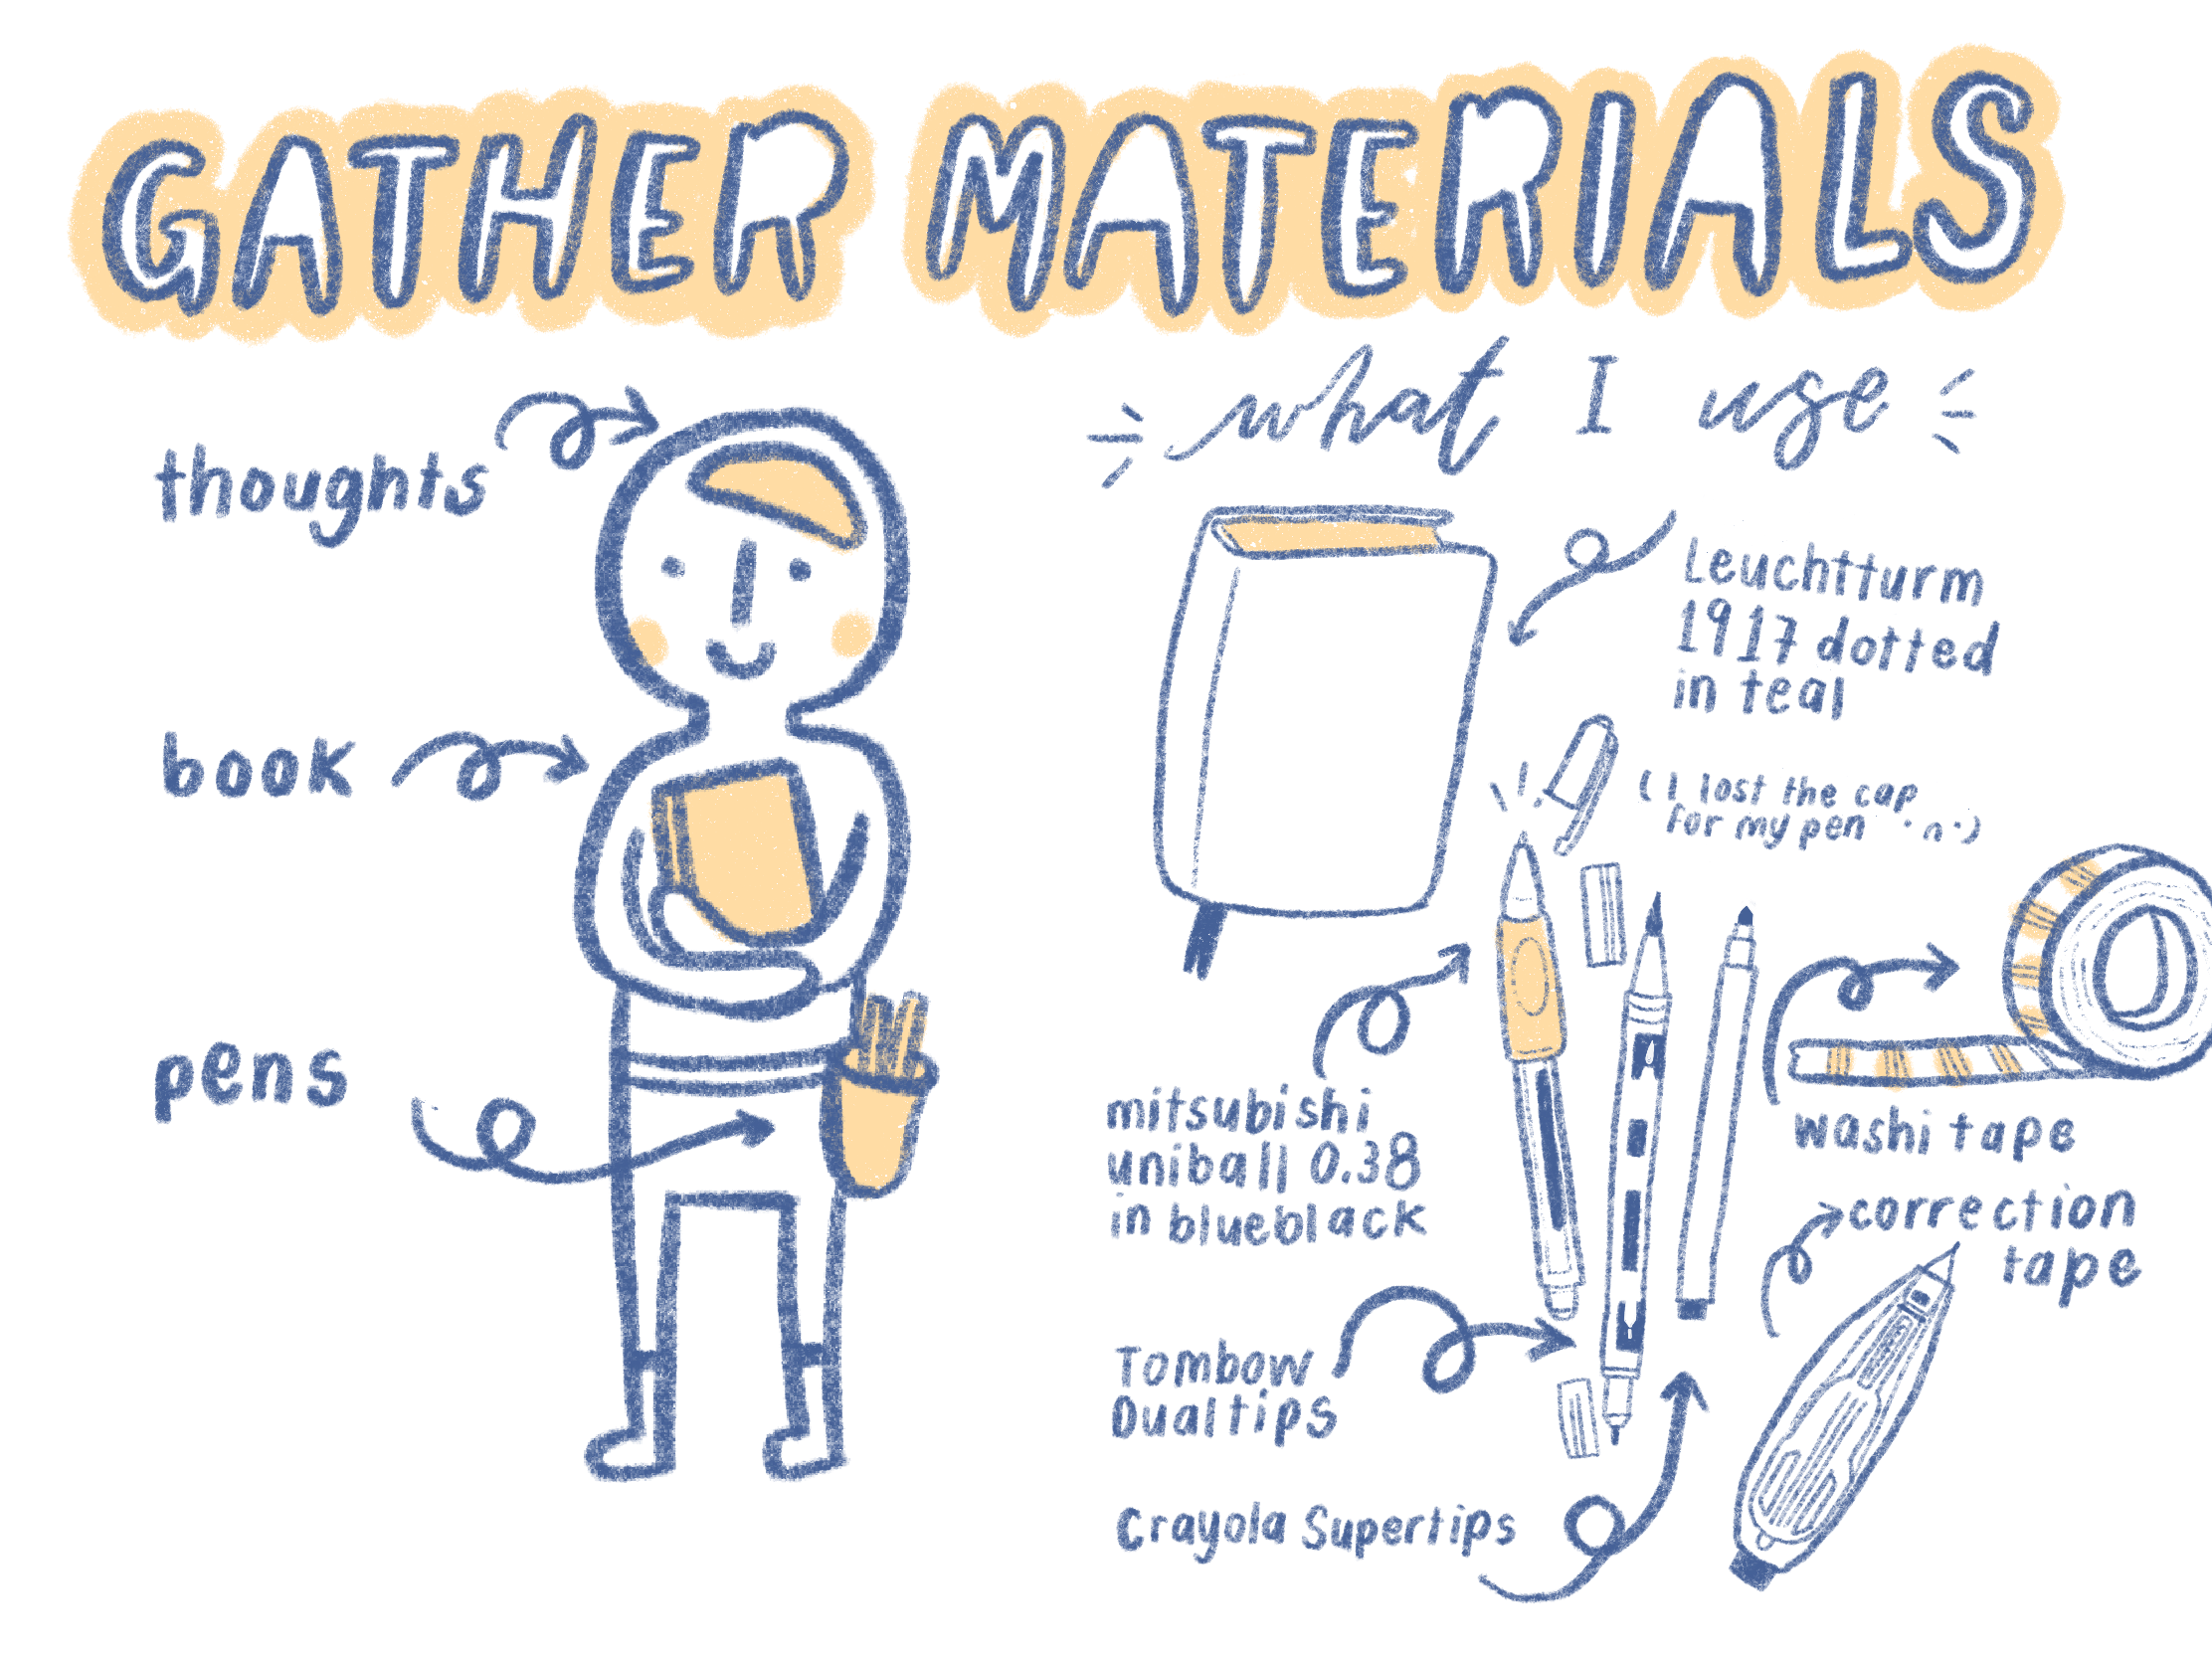 GATHER MATERIALS
thoughts
book
pens
what I use
Leuchtturm
1917 dotted
in teal
(I lost the cap
for my pen ·n·)
mitsubishi
uniball 0.38
in blueblack
washi tape
correction
tape
Tombow
Dualtips
Crayola Supertips